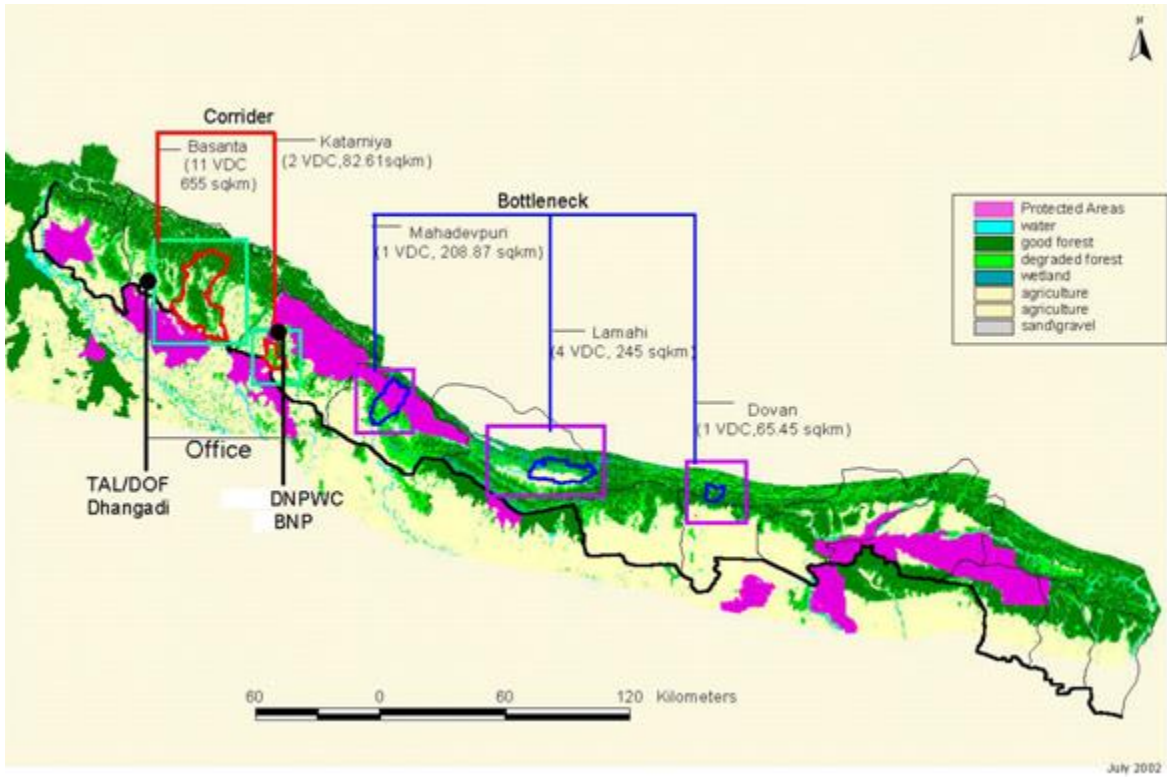 N
Corrider
Basanta
(11 VDC
655 sqkm)
Katarniya
(2 VDC,82.61sqkm)
Bottleneck
Mahadevpun
(1 VDC, 208.87 sqkm)
Lamahi
(4 VDC, 245 sqkm)
Dovan
(1 VDC,65.45 sqkm)
Protected Areas
water
good forest
degraded forest
wetland
agriculture
agriculture
sand\gravel
Office
TAL/DOF
Dhangadi
DNPWC
BNP
60 0 60 120 Kilometers
July 2002